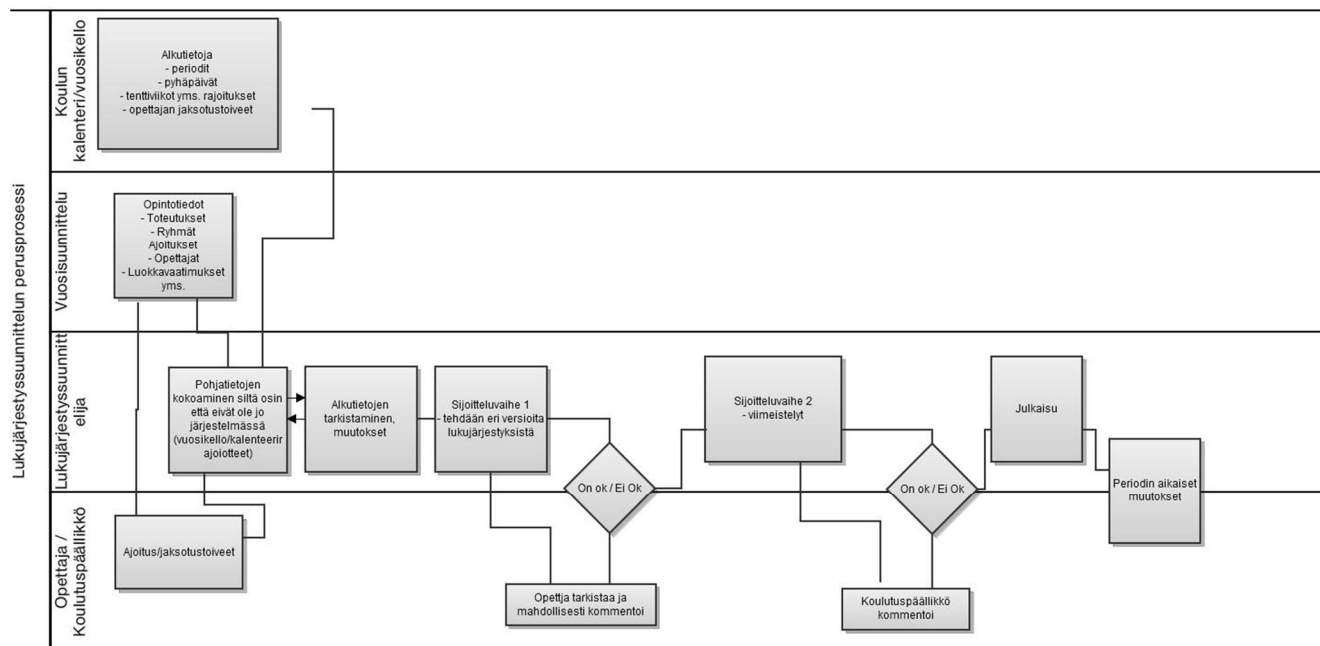 Lukujärjestyssuunnittelun perusprosessi
Koulun
kalenteri/vuosikello
Alkutietoja
- periodit
- pyhäpäivät
- tenttiviikot yms. rajoitukset
- opettajan jaksotustoiveet
Vuosisuunnittelu
Opintotiedot
- Toteutukset
- Ryhmät
Ajoitukset
- Opettajat
- Luokkavaatimukset
yms.
Lukujärjestyssuunnitt
elija
Pohjatietojen
kokoaminen siltä osin
että eivät ole jo
järjestelmässä
(vuosikello/kalenteerir
ajoiotteet)
Alkutietojen
tarkistaminen,
muutokset
Sijoitteluvaihe 1
- tehdään eri versioita
lukujärjestyksistä
On ok / Ei Ok
Sijoitteluvaihe 2
- viimeistelyt
On ok / Ei Ok
Julkaisu
Periodin aikaiset
muutokset
Opettaja /
Koulutuspäällikkö
Ajoitus/jaksotustoiveet
Opettja tarkistaa ja
mahdollisesti kommentoi
Koulutuspäällikkö
kommentoi